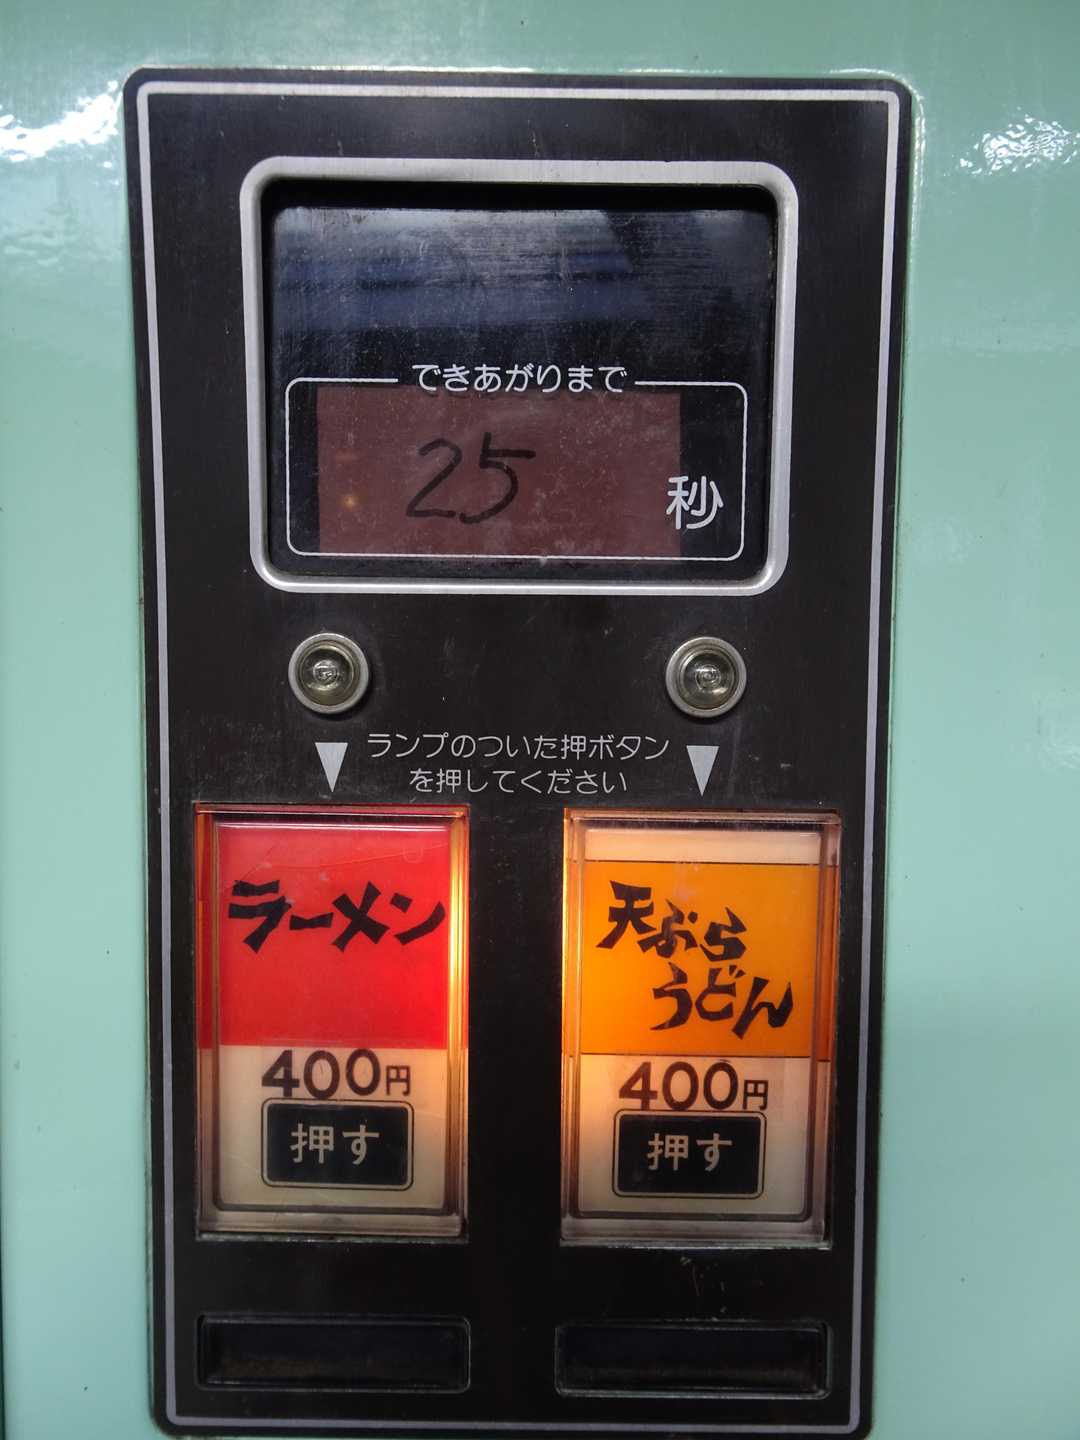 できあがりまで
25
秒
ランプのついた押ボタン
を押してください
ラーメン
400円
押す
天ぷら
うどん
400円
押す